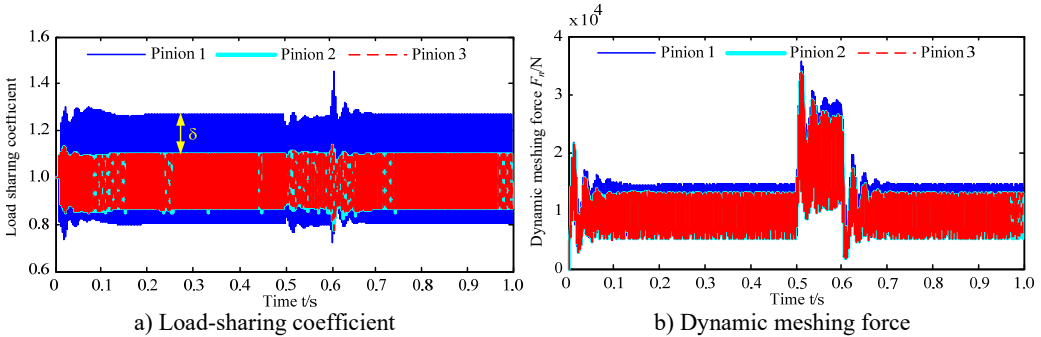 Pinion 1 Pinion 2 Pinion 3
Load sharing coefficient
1.6
1.4
1.2
1.0
0.8
0.6
δ
0 0.1 0.2 0.3 0.4 0.5 0.6 0.7 0.8 0.9 1.0
Time t/s
a) Load-sharing coefficient
×10⁴
Pinion 1 Pinion 2 Pinion 3
Dynamic meshing force Fn/N
4
3
2
1
0
0 0.1 0.2 0.3 0.4 0.5 0.6 0.7 0.8 0.9 1.0
Time t/s
b) Dynamic meshing force